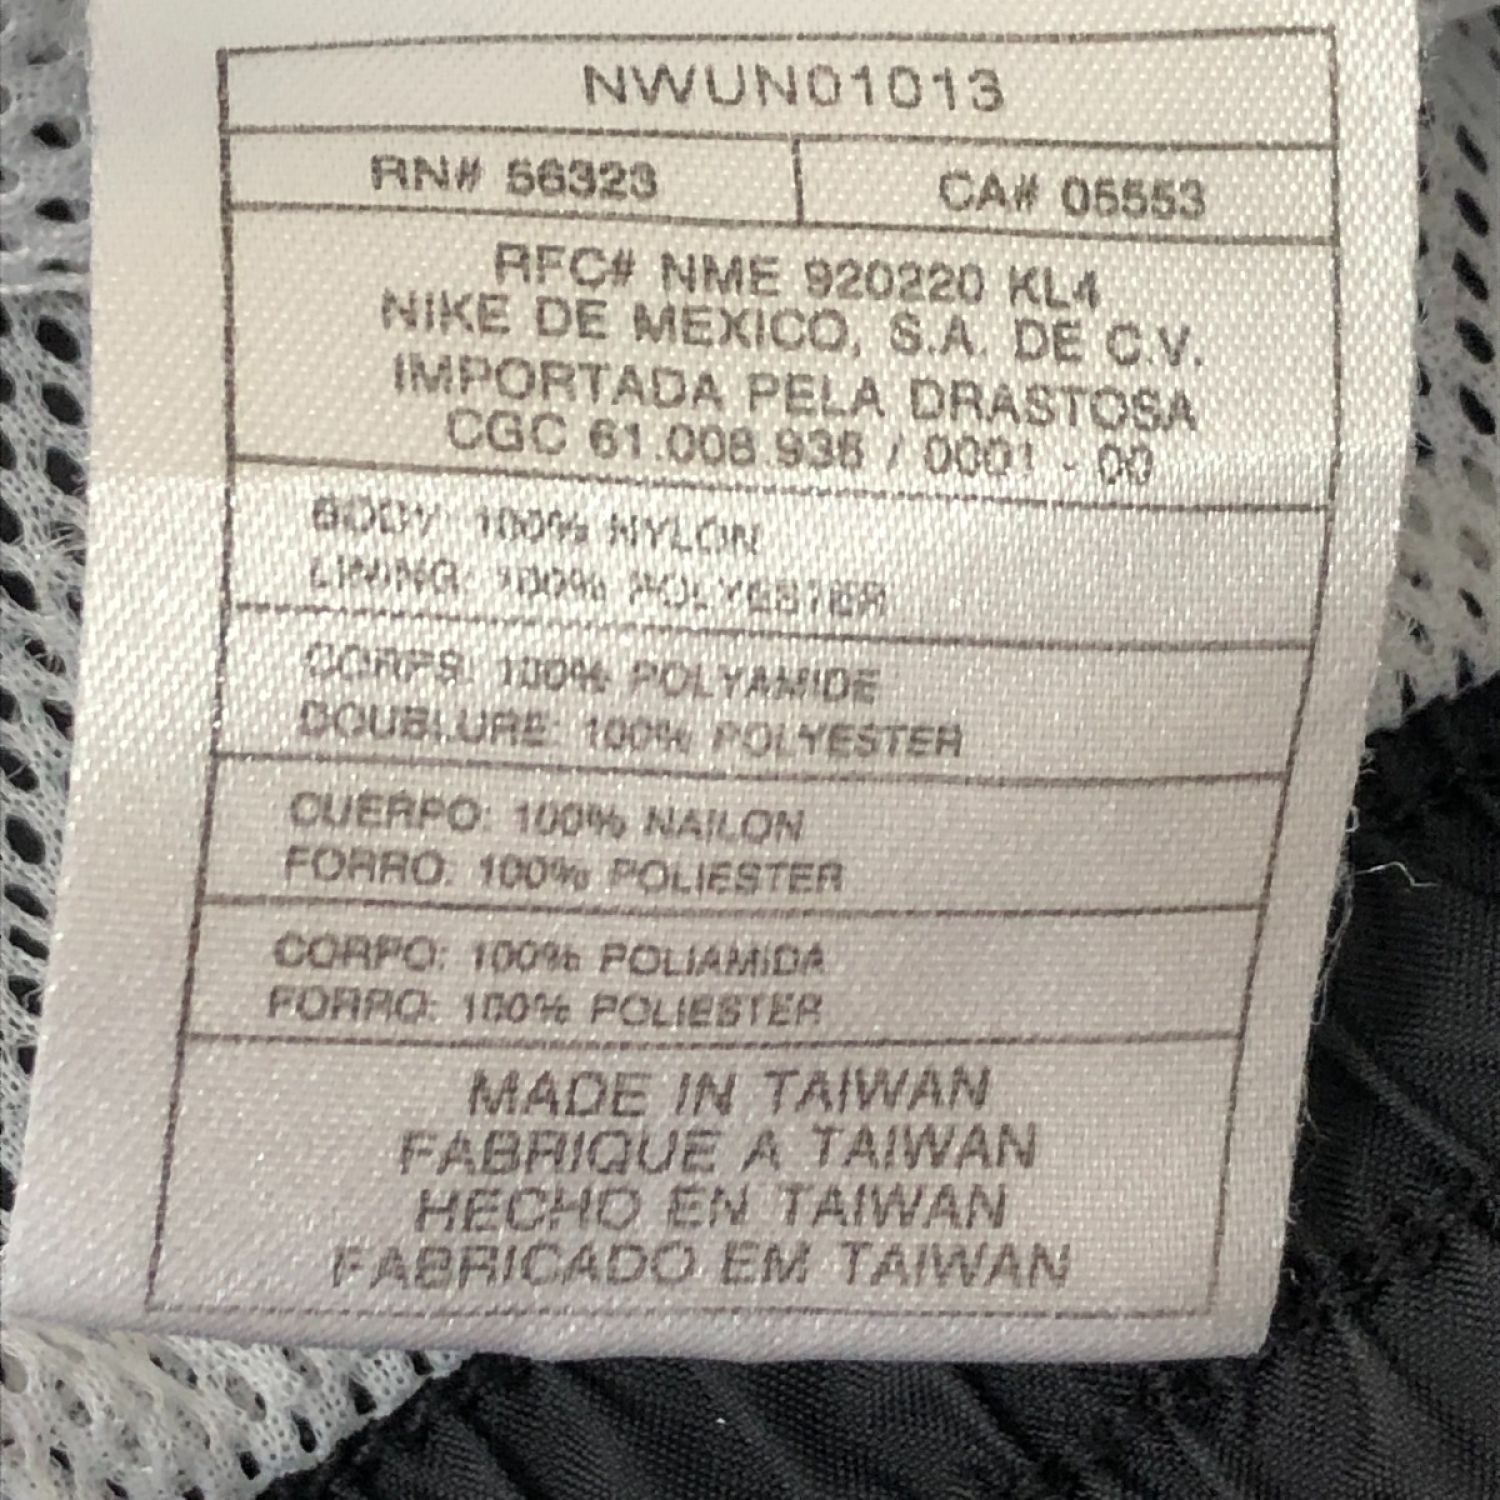 NWUN01013
RN# 56323
CA# 05553
RFC# NME 920220 KL4
NIKE DE MEXICO, S.A. DE C.V.
IMPORTADA PELA DRASTOSA
CGC 61.008.936 / 0001 - 00
BODY: 100% NYLON
LINING: 100% POLYESTER
CORPS: 100% POLYAMIDE
DOUBLURE: 100% POLYESTER
CUERPO: 100% NAILON
FORRO: 100% POLIESTER
CORPO: 100% POLIAMIDA
FORRO: 100% POLIESTER
MADE IN TAIWAN
FABRIQUE A TAIWAN
HECHO EN TAIWAN
FABRICADO EM TAIWAN